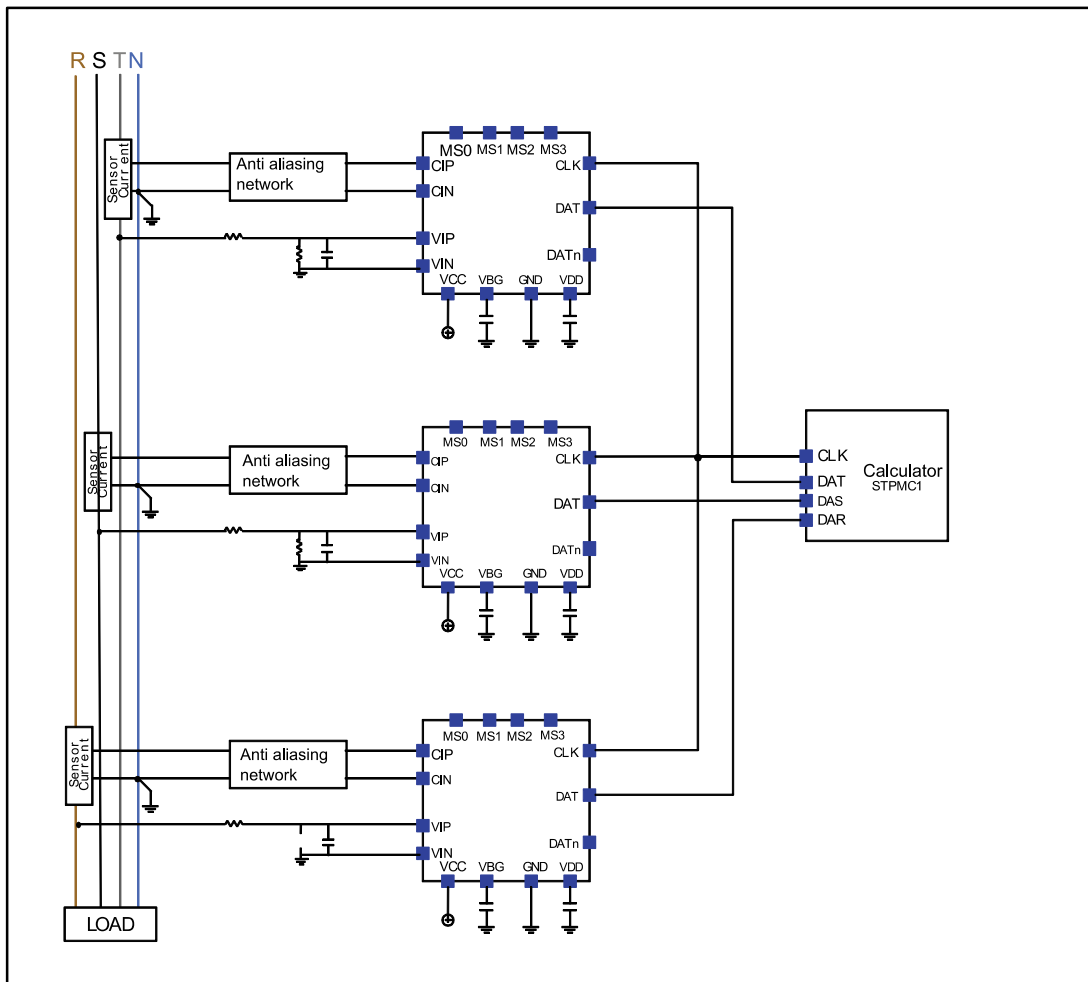 R S T N
Sensor
Current
Anti aliasing
network
MS0 MS1 MS2 MS3
CIP
CIN
VIP
VIN
CLK
DAT
DATn
VCC VBG GND VDD
Sensor
Current
Anti aliasing
network
MS0 MS1 MS2 MS3
CIP
CIN
VIP
VIN
CLK
DAT
DATn
VCC VBG GND VDD
CLK
DAT
DAS
DAR
Calculator
STPMC1
Sensor
Current
Anti aliasing
network
MS0 MS1 MS2 MS3
CIP
CIN
VIP
VIN
CLK
DAT
DATn
VCC VBG GND VDD
LOAD